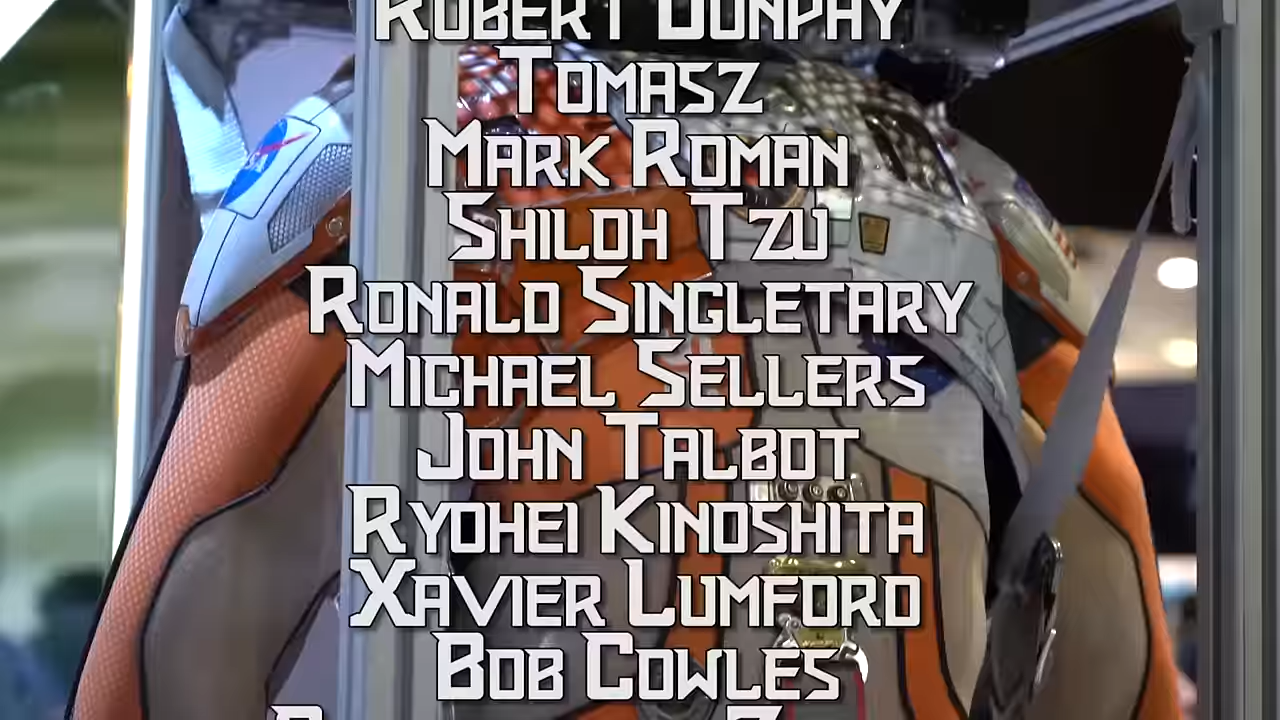 Robert Dunphy
Tomasz
Mark Roman
Shiloh Tzu
Ronald Singletary
Michael Sellers
John Talbot
Ryohei Kinoshita
Xavier Lumford
Bob Cowles